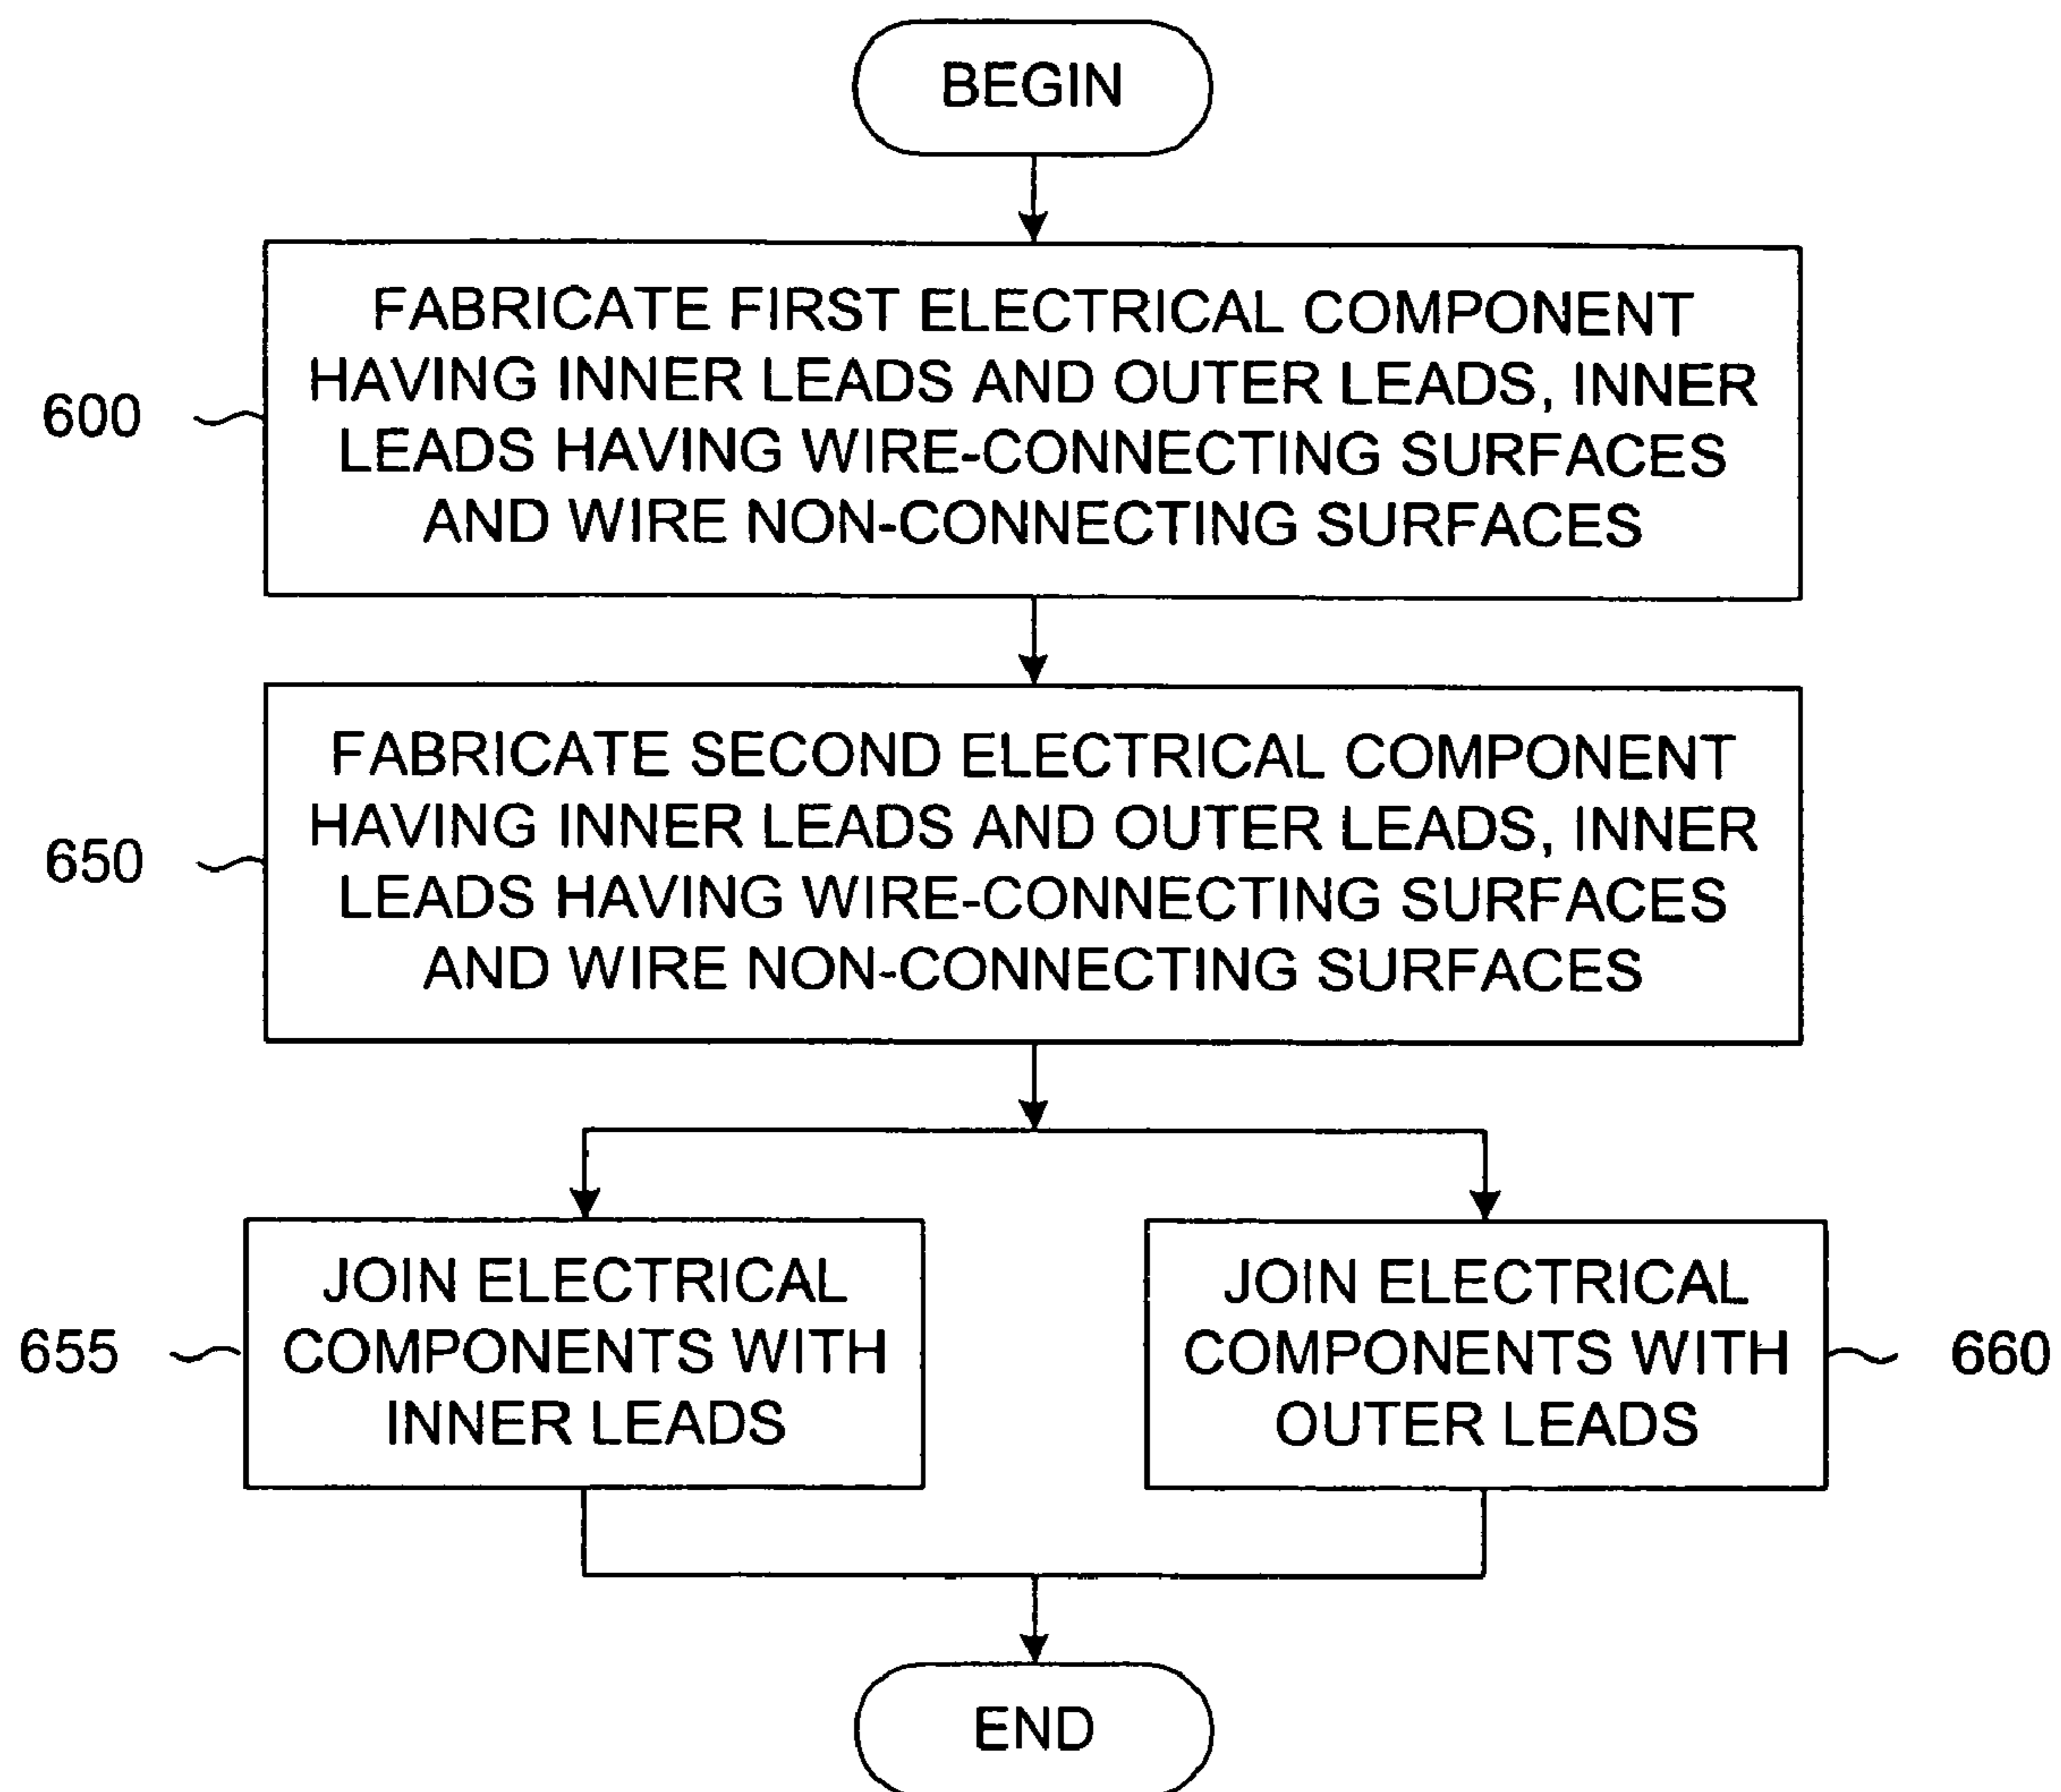 BEGIN
FABRICATE FIRST ELECTRICAL COMPONENT
HAVING INNER LEADS AND OUTER LEADS, INNER
LEADS HAVING WIRE-CONNECTING SURFACES
AND WIRE NON-CONNECTING SURFACES
600
FABRICATE SECOND ELECTRICAL COMPONENT
HAVING INNER LEADS AND OUTER LEADS, INNER
LEADS HAVING WIRE-CONNECTING SURFACES
AND WIRE NON-CONNECTING SURFACES
650
JOIN ELECTRICAL
COMPONENTS WITH
INNER LEADS
655
JOIN ELECTRICAL
COMPONENTS WITH
OUTER LEADS
660
END